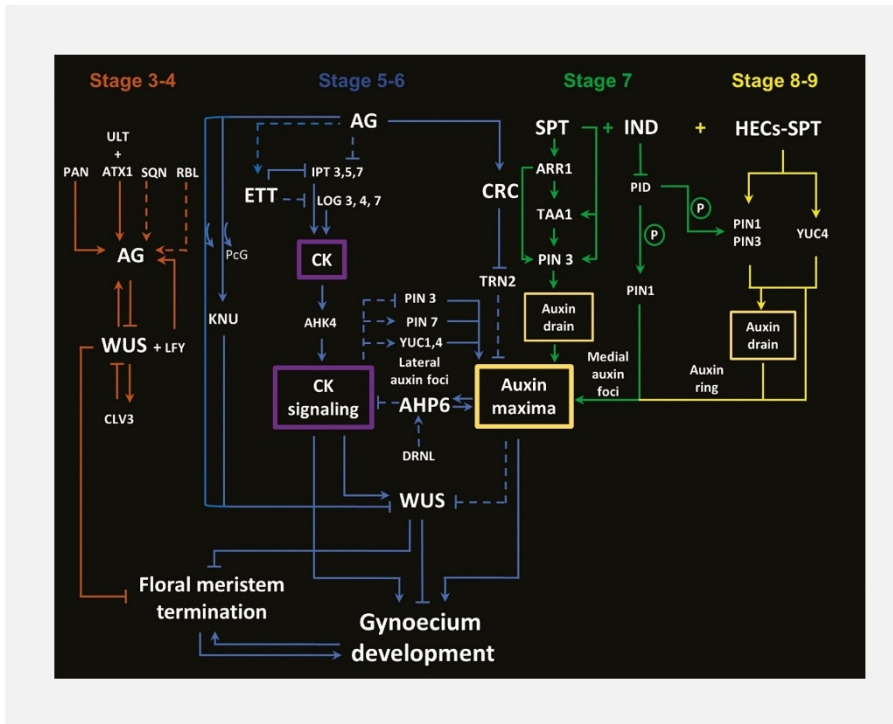 Stage 3-4
Stage 5-6
Stage 7
Stage 8-9
ULT
+
PAN ATX1 SQN RBL
AG
WUS + LFY
CLV3
AG
ETT
IPT 3,5,7
LOG 3, 4, 7
PcG
KNU
CK
AHK4
CK
signaling
CRC
TRN2
PIN 3
PIN 7
YUC1,4
Lateral
auxin foci
AHP6
DRNL
WUS
SPT + IND + HECs-SPT
ARR1
TAA1
PIN 3
Auxin
drain
Auxin
maxima
PID
P
P
PIN1
Medial
auxin
foci
PIN1
PIN3
YUC4
Auxin
drain
Auxin
ring
Floral meristem
termination
Gynoecium
development